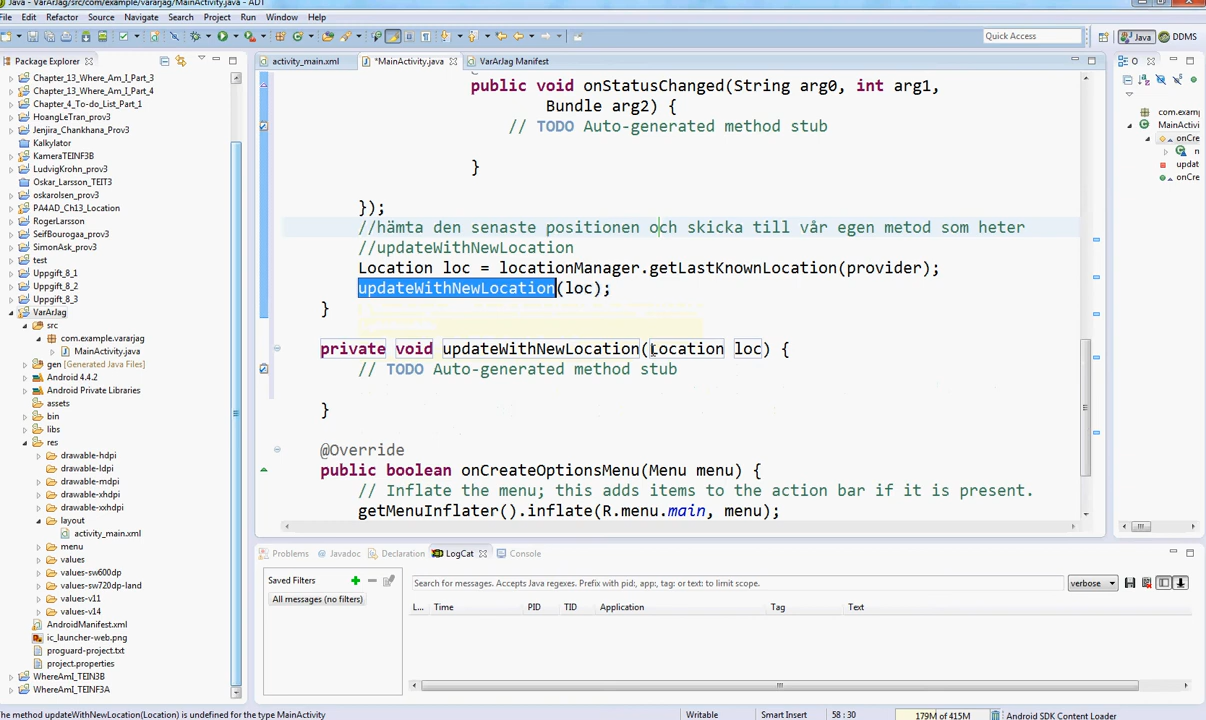 Java - VarArJag/src/com/example/vararjag/MainActivity.java - ADT
File Edit Refactor Source Navigate Search Project Run Window Help
Quick Access
Java
DDMS
Package Explorer
activity_main.xml
*MainActivity.java
VarArJag Manifest
Chapter_13_Where_Am_I_Part_3
Chapter_13_Where_Am_I_Part_4
Chapter_4_To-do_List_Part_1
HoangLeTran_prov3
Jenjira_Chankhana_Prov3
Kalkylator
KameraTEINF3B
LudvigKrohn_prov3
Oskar_Larsson_TEIT3
oskarolsen_prov3
PA4AD_Ch13_Location
RogerLarsson
SeifBourogaa_prov3
SimonAsk_prov3
test
Uppgift_8_1
Uppgift_8_2
Uppgift_8_3
VarArJag
src
com.example.vararjag
MainActivity.java
gen [Generated Java Files]
Android 4.4.2
Android Private Libraries
assets
bin
libs
res
drawable-hdpi
drawable-ldpi
drawable-mdpi
drawable-xhdpi
drawable-xxhdpi
layout
activity_main.xml
menu
values
values-sw600dp
values-sw720dp-land
values-v11
values-v14
AndroidManifest.xml
ic_launcher-web.png
proguard-project.txt
project.properties
WhereAmI_TEIN3B
WhereAmI_TEINF3A
public void onStatusChanged(String arg0, int arg1,
Bundle arg2) {
// TODO Auto-generated method stub
}
});
//hämta den senaste positionen och skicka till vår egen metod som heter
//updateWithNewLocation
Location loc = locationManager.getLastKnownLocation(provider);
updateWithNewLocation(loc);
}
private void updateWithNewLocation(Location loc) {
// TODO Auto-generated method stub
}
@Override
public boolean onCreateOptionsMenu(Menu menu) {
// Inflate the menu; this adds items to the action bar if it is present.
getMenuInflater().inflate(R.menu.main, menu);
com.exam
MainActivi
onCre
n
updat
onCre
Problems
Javadoc
Declaration
LogCat
Console
Saved Filters
All messages (no filters)
Search for messages. Accepts Java regexes. Prefix with pid:, app:, tag: or text: to limit scope.
verbose
L... Time PID TID Application Tag Text
The method updateWithNewLocation(Location) is undefined for the type MainActivity
Writable
Smart Insert
58 : 30
179M of 415M
Android SDK Content Loader